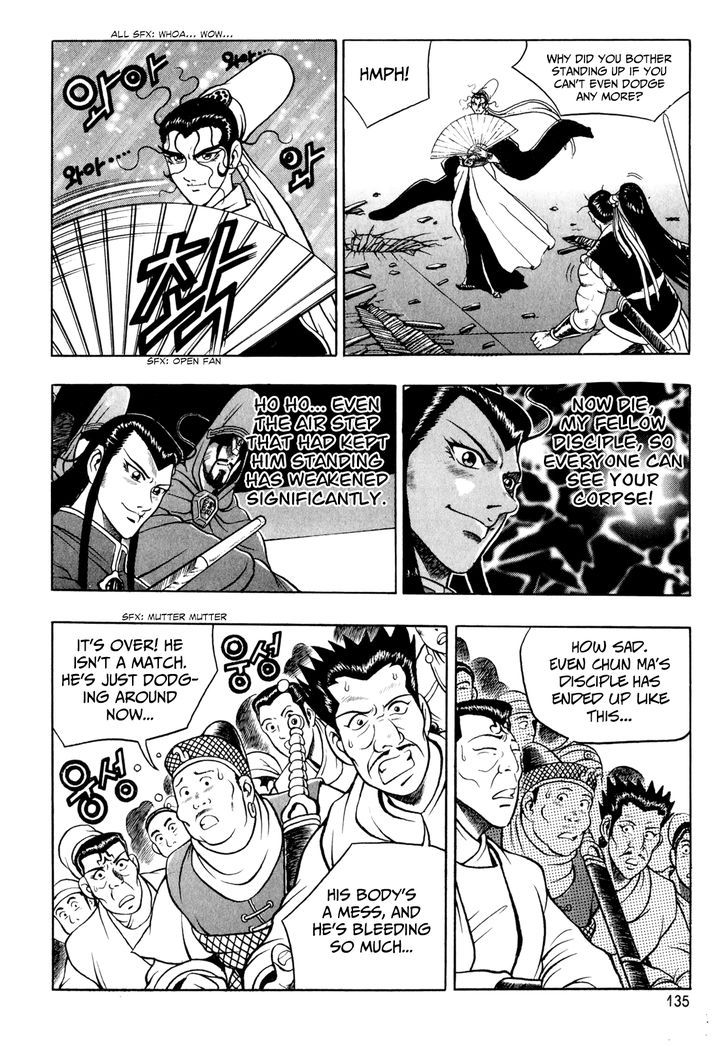 ALL SFX: WHOA... WOW...
와아
와아
와아····
와
촥
SFX: OPEN FAN
HMPH!
WHY DID YOU BOTHER
STANDING UP IF YOU
CAN'T EVEN DODGE
ANY MORE?
HO HO... EVEN
THE AIR STEP
THAT HAD KEPT
HIM STANDING
HAS WEAKENED
SIGNIFICANTLY.
NOW DIE,
MY FELLOW
DISCIPLE, SO
EVERYONE CAN
SEE YOUR
CORPSE!
SFX: MUTTER MUTTER
IT'S OVER! HE
ISN'T A MATCH.
HE'S JUST DODG-
ING AROUND
NOW...
웅성
웅성
HIS BODY'S
A MESS, AND
HE'S BLEEDING
SO MUCH...
HOW SAD.
EVEN CHUN MA'S
DISCIPLE HAS
ENDED UP LIKE
THIS...
135